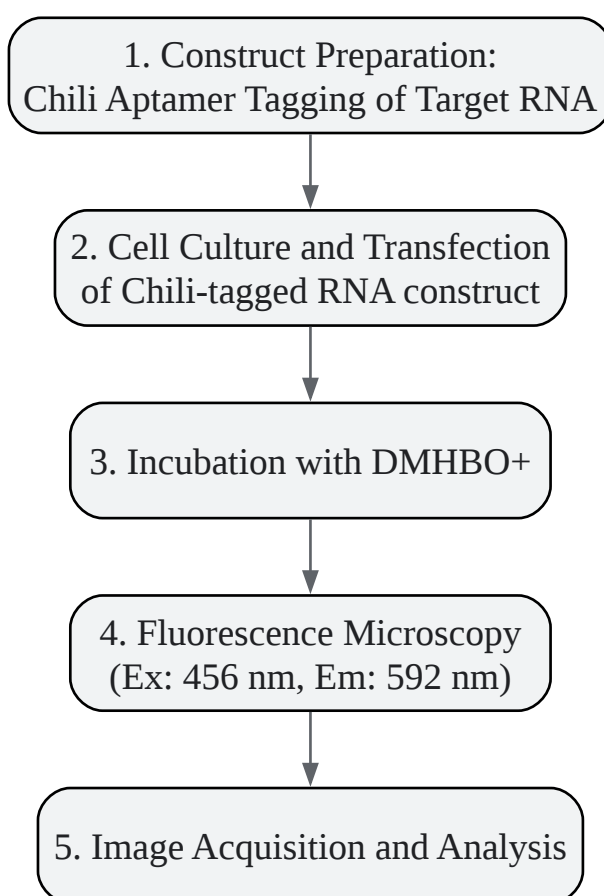 1. Construct Preparation:
Chili Aptamer Tagging of Target RNA
2. Cell Culture and Transfection
of Chili-tagged RNA construct
3. Incubation with DMHBO+
4. Fluorescence Microscopy
(Ex: 456 nm, Em: 592 nm)
5. Image Acquisition and Analysis